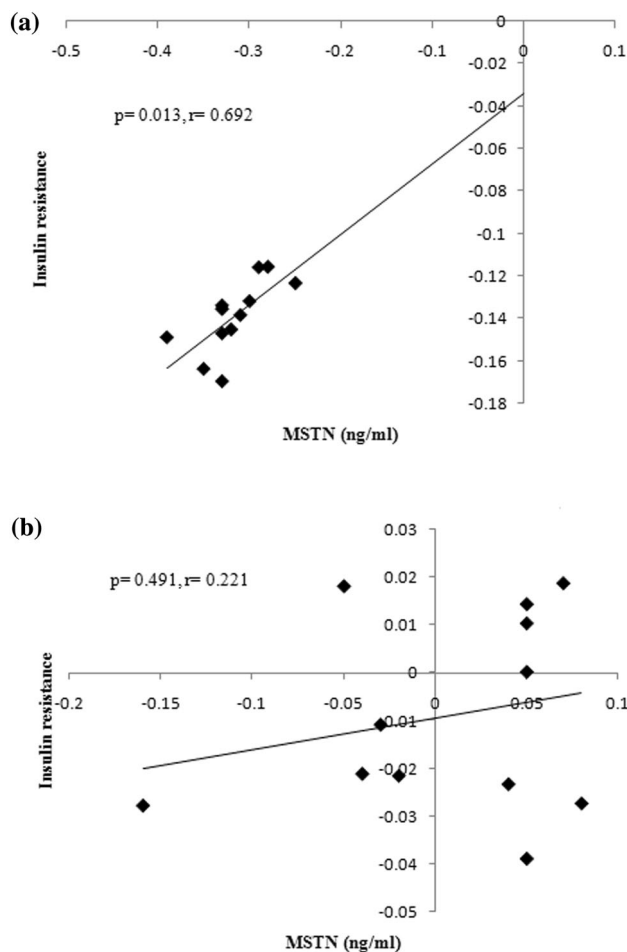 (a)
-0.5 -0.4 -0.3 -0.2 -0.1 0 0.1
0
-0.02
-0.04
-0.06
-0.08
-0.1
-0.12
-0.14
-0.16
-0.18
p= 0.013, r= 0.692
Insulin resistance
MSTN (ng/ml)
(b)
0.03
0.02
0.01
0
-0.01
-0.02
-0.03
-0.04
-0.05
p= 0.491, r= 0.221
-0.2 -0.15 -0.1 -0.05 0 0.05 0.1
Insulin resistance
MSTN (ng/ml)